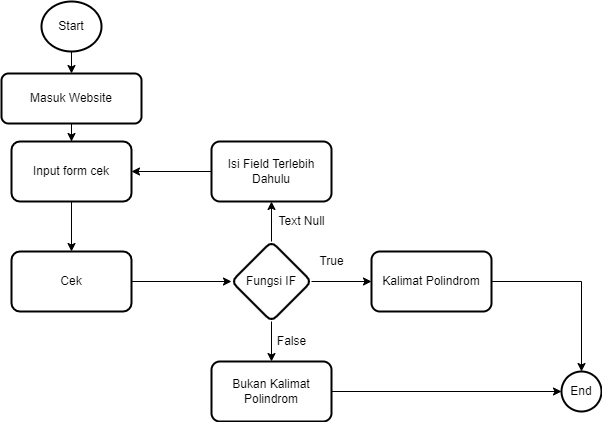 Start
Masuk Website
Input form cek
Isi Field Terlebih
Dahulu
Text Null
Cek
Fungsi IF
True
Kalimat Polindrom
False
Bukan Kalimat
Polindrom
End